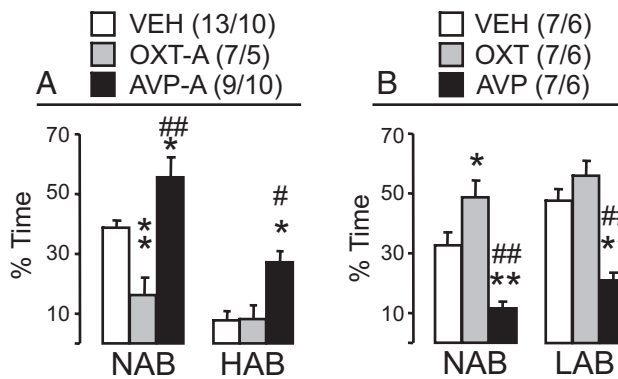 VEH (13/10)
OXT-A (7/5)
AVP-A (9/10)
A
% Time
70
50
30
10
**
##
*
#
*
NAB HAB
VEH (7/6)
OXT (7/6)
AVP (7/6)
B
% Time
70
50
30
10
*
##
**
NAB LAB